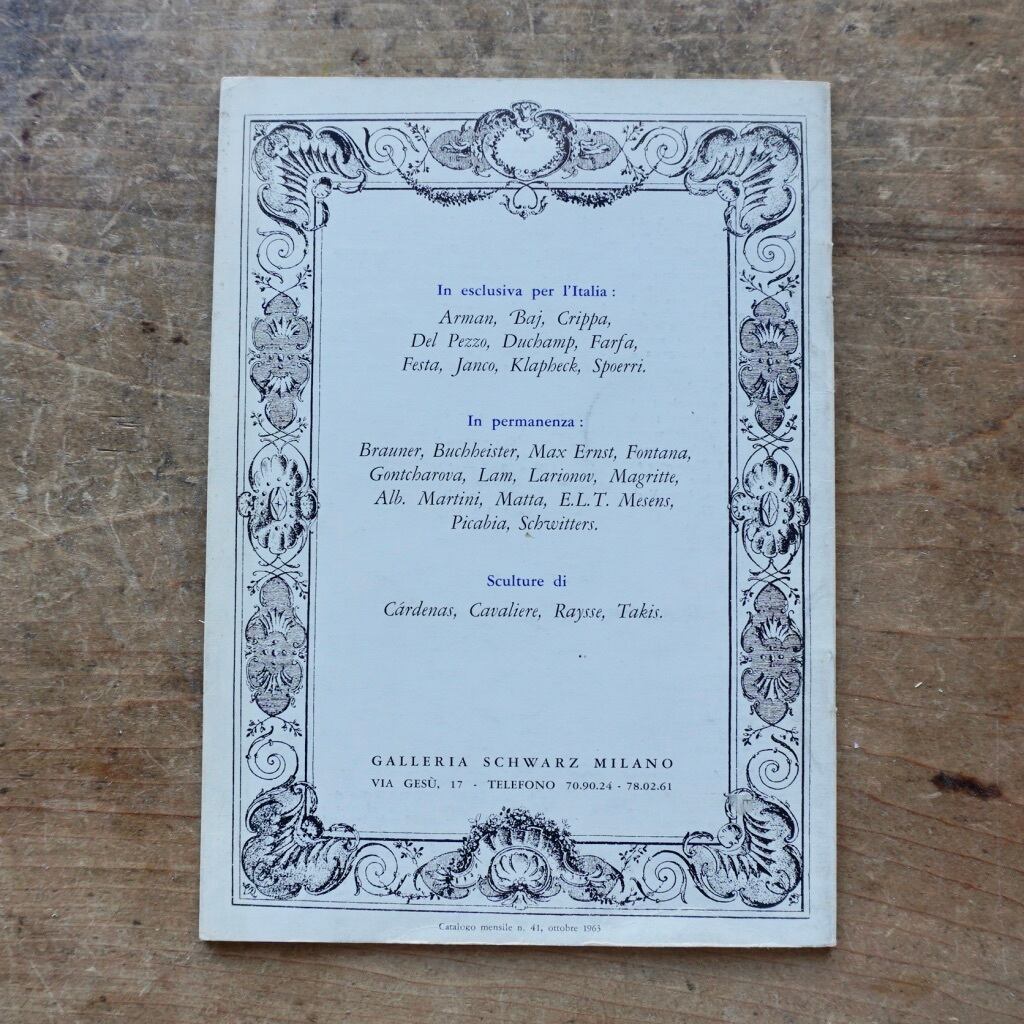 In esclusiva per l'Italia :
Arman, Baj, Crippa,
Del Pezzo, Duchamp, Farfa,
Festa, Janco, Klapheck, Spoerri.
In permanenza :
Brauner, Buchheister, Max Ernst, Fontana,
Gontcharova, Lam, Larionov, Magritte,
Alb. Martini, Matta, E.L.T. Mesens,
Picabia, Schwitters.
Sculture di
Cárdenas, Cavaliere, Raysse, Takis.
GALLERIA SCHWARZ MILANO
VIA GESÙ, 17 - TELEFONO 70.90.24 - 78.02.61
Catalogo mensile n. 41, ottobre 1963